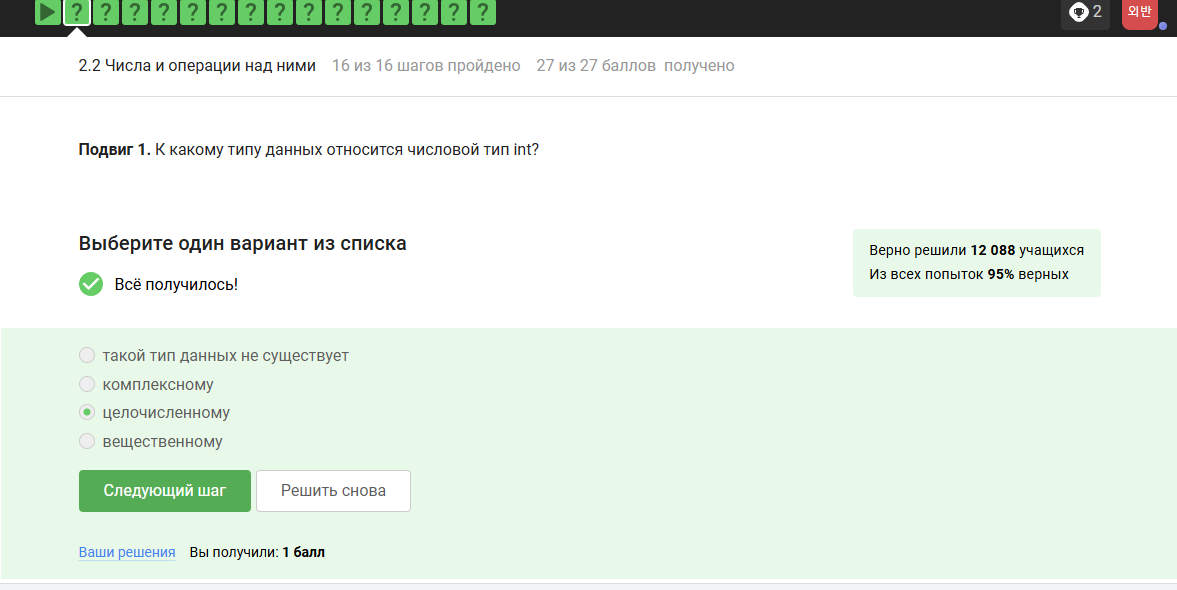 ? ? ? ? ? ? ? ? ? ? ? ? ? ? ?
2
외반
2.2 Числа и операции над ними 16 из 16 шагов пройдено 27 из 27 баллов получено
Подвиг 1. К какому типу данных относится числовой тип int?
Выберите один вариант из списка
Всё получилось!
Верно решили 12 088 учащихся
Из всех попыток 95% верных
такой тип данных не существует
комплексному
целочисленному
вещественному
Следующий шаг
Решить снова
Ваши решения Вы получили: 1 балл